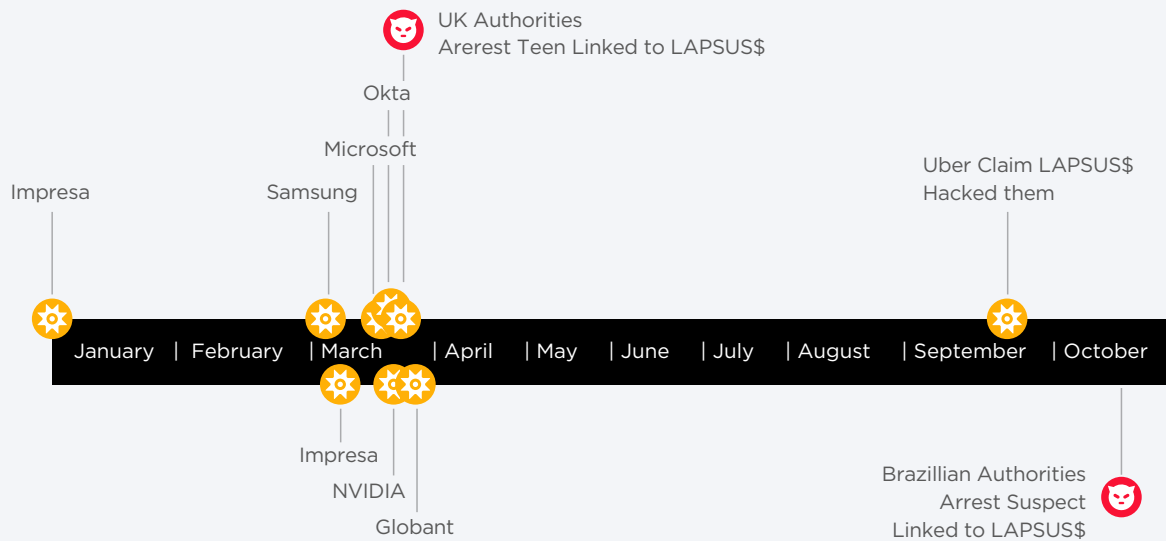 UK Authorities
Arerest Teen Linked to LAPSUS$
Okta
Microsoft
Impresa
Samsung
Uber Claim LAPSUS$
Hacked them
January | February | March | April | May | June | July | August | September | October
Impresa
NVIDIA
Globant
Brazillian Authorities
Arrest Suspect
Linked to LAPSUS$